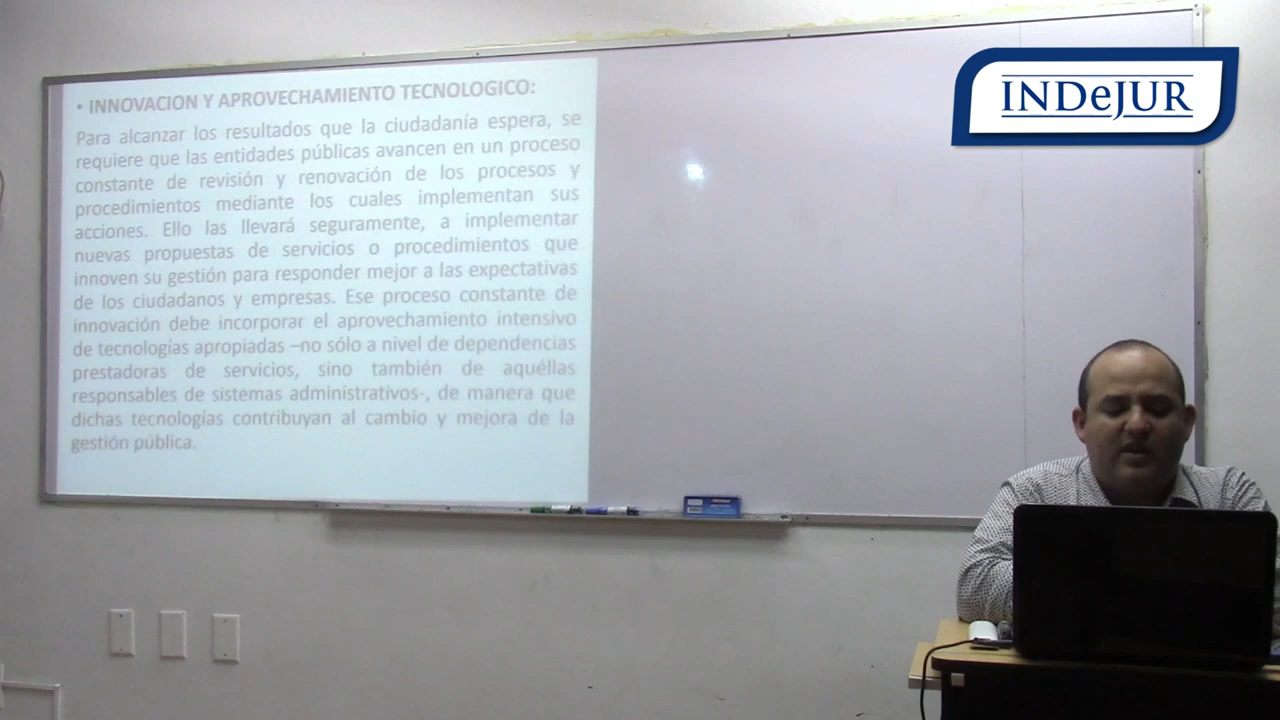 • INNOVACION Y APROVECHAMIENTO TECNOLOGICO:
Para alcanzar los resultados que la ciudadanía espera, se
requiere que las entidades públicas avancen en un proceso
constante de revisión y renovación de los procesos y
procedimientos mediante los cuales implementan sus
acciones. Ello las llevará seguramente, a implementar
nuevas propuestas de servicios o procedimientos que
innoven su gestión para responder mejor a las expectativas
de los ciudadanos y empresas. Ese proceso constante de
innovación debe incorporar el aprovechamiento intensivo
de tecnologías apropiadas –no sólo a nivel de dependencias
prestadoras de servicios, sino también de aquéllas
responsables de sistemas administrativos-, de manera que
dichas tecnologías contribuyan al cambio y mejora de la
gestión pública.
INDeJUR